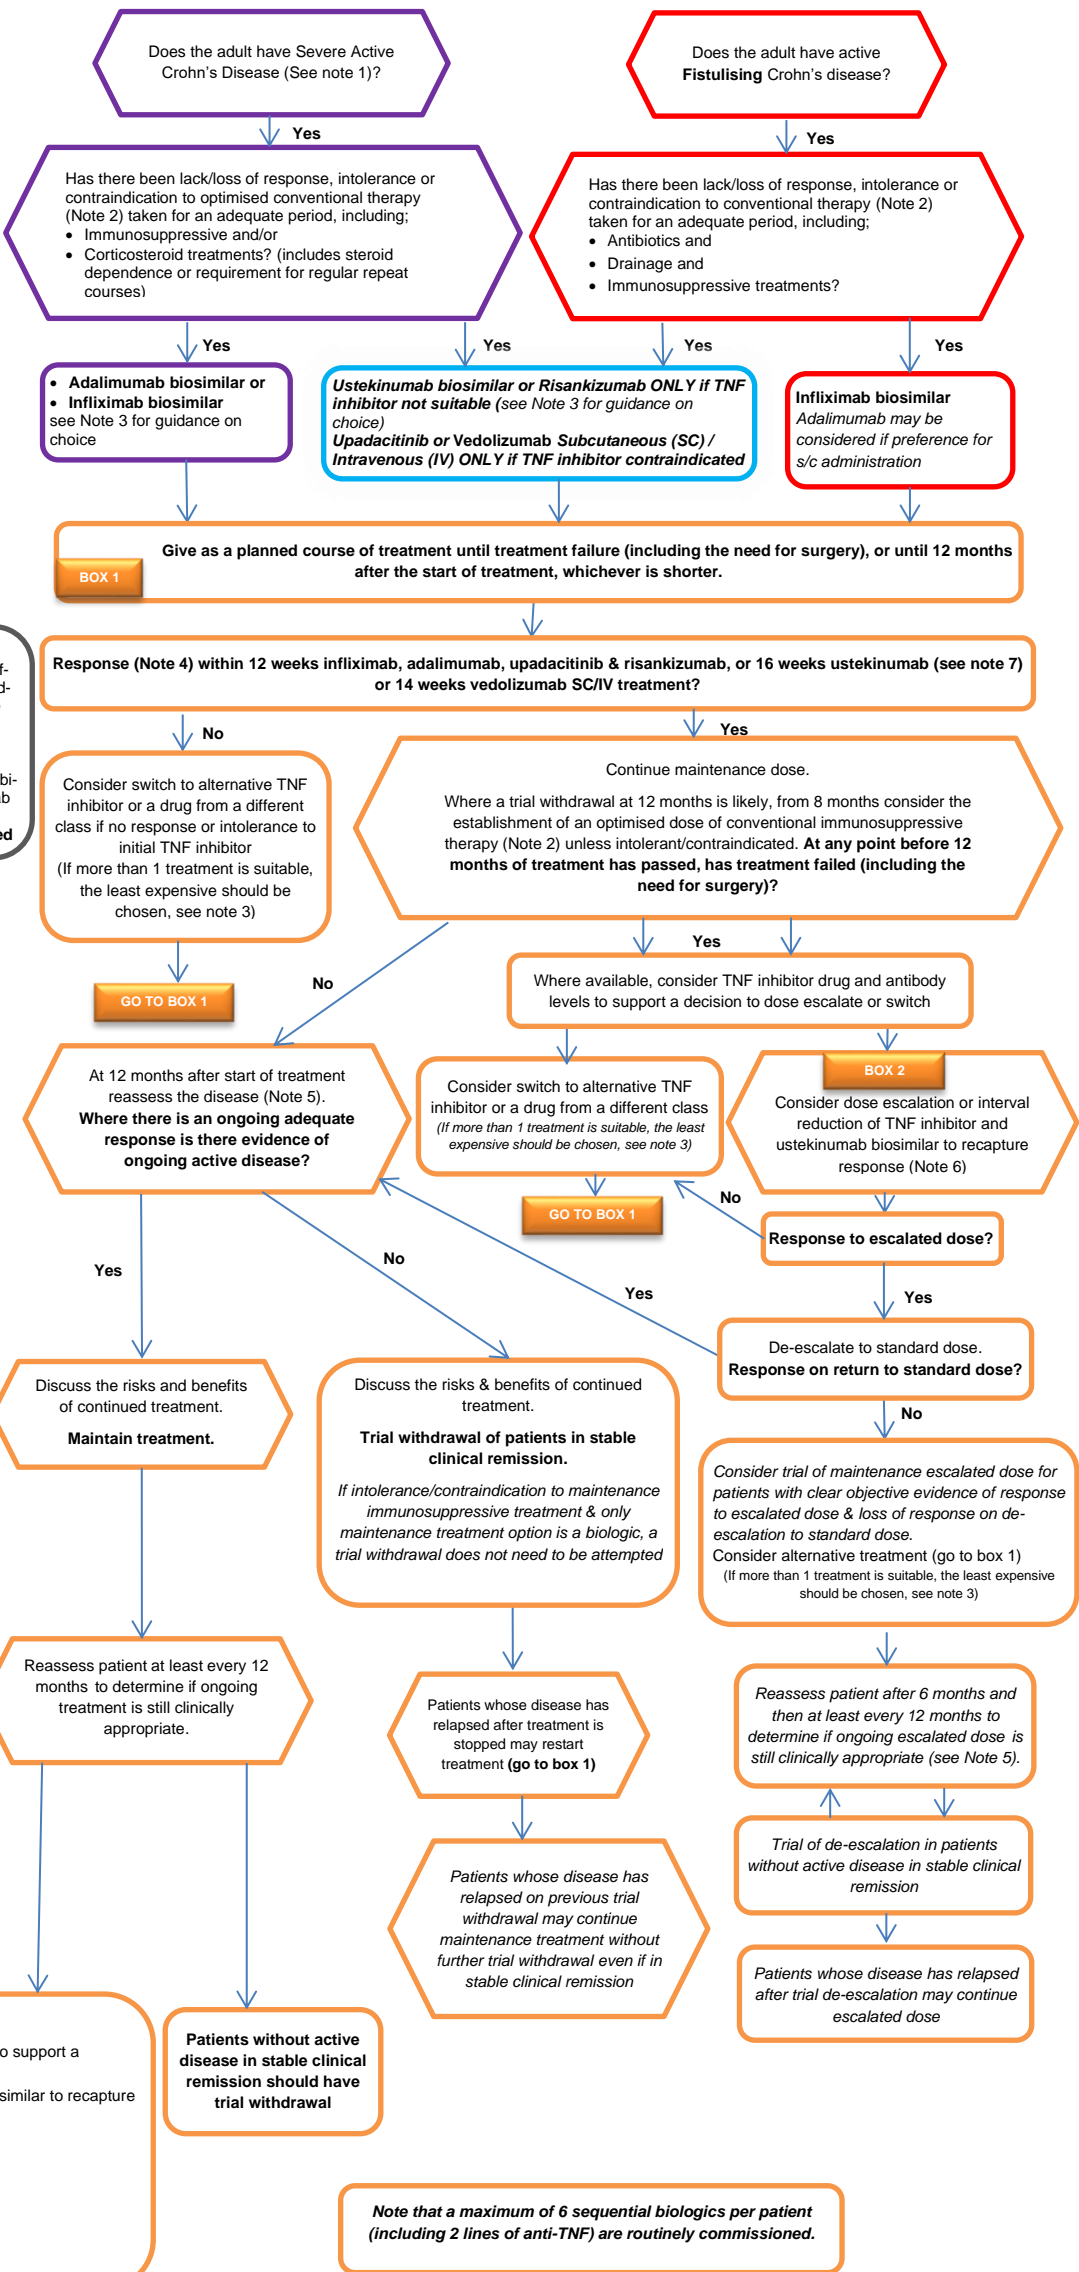 Does the adult have Severe Active
Crohn's Disease (See note 1)?
Does the adult have active
Fistulising Crohn's disease?
Yes
Yes
Has there been lack/loss of response, intolerance or
contraindication to optimised conventional therapy
(Note 2) taken for an adequate period, including;
• Immunosuppressive and/or
• Corticosteroid treatments? (includes steroid
dependence or requirement for regular repeat
courses)
Has there been lack/loss of response, intolerance or
contraindication to conventional therapy (Note 2)
taken for an adequate period, including;
• Antibiotics and
• Drainage and
• Immunosuppressive treatments?
Yes
Yes
Yes
Yes
• Adalimumab biosimilar or
• Infliximab biosimilar
see Note 3 for guidance on
choice
Ustekinumab biosimilar or Risankizumab ONLY if TNF
inhibitor not suitable (see Note 3 for guidance on
choice)
Upadacitinib or Vedolizumab Subcutaneous (SC) /
Intravenous (IV) ONLY if TNF inhibitor contraindicated
Infliximab biosimilar
Adalimumab may be
considered if preference for
s/c administration
BOX 1
Give as a planned course of treatment until treatment failure (including the need for surgery), or until 12 months
after the start of treatment, whichever is shorter.
f-
d-
bi-
ab
ed
Response (Note 4) within 12 weeks infliximab, adalimumab, upadacitinib & risankizumab, or 16 weeks ustekinumab (see note 7)
or 14 weeks vedolizumab SC/IV treatment?
No
Yes
Consider switch to alternative TNF
inhibitor or a drug from a different
class if no response or intolerance to
initial TNF inhibitor
(If more than 1 treatment is suitable,
the least expensive should be
chosen, see note 3)
GO TO BOX 1
Continue maintenance dose.
Where a trial withdrawal at 12 months is likely, from 8 months consider the
establishment of an optimised dose of conventional immunosuppressive
therapy (Note 2) unless intolerant/contraindicated. At any point before 12
months of treatment has passed, has treatment failed (including the
need for surgery)?
No
Yes
Where available, consider TNF inhibitor drug and antibody
levels to support a decision to dose escalate or switch
At 12 months after start of treatment
reassess the disease (Note 5).
Where there is an ongoing adequate
response is there evidence of
ongoing active disease?
Consider switch to alternative TNF
inhibitor or a drug from a different class
(If more than 1 treatment is suitable, the least
expensive should be chosen, see note 3)
GO TO BOX 1
BOX 2
Consider dose escalation or interval
reduction of TNF inhibitor and
ustekinumab biosimilar to recapture
response (Note 6)
No
Response to escalated dose?
Yes
No
Yes
Yes
De-escalate to standard dose.
Response on return to standard dose?
No
Discuss the risks and benefits
of continued treatment.
Maintain treatment.
Discuss the risks & benefits of continued
treatment.
Trial withdrawal of patients in stable
clinical remission.
If intolerance/contraindication to maintenance
immunosuppressive treatment & only
maintenance treatment option is a biologic, a
trial withdrawal does not need to be attempted
Consider trial of maintenance escalated dose for
patients with clear objective evidence of response
to escalated dose & loss of response on de-
escalation to standard dose.
Consider alternative treatment (go to box 1)
(If more than 1 treatment is suitable, the least expensive
should be chosen, see note 3)
Reassess patient at least every 12
months to determine if ongoing
treatment is still clinically
appropriate.
Patients whose disease has
relapsed after treatment is
stopped may restart
treatment (go to box 1)
Reassess patient after 6 months and
then at least every 12 months to
determine if ongoing escalated dose is
still clinically appropriate (see Note 5).
Trial of de-escalation in patients
without active disease in stable clinical
remission
Patients whose disease has
relapsed on previous trial
withdrawal may continue
maintenance treatment without
further trial withdrawal even if in
stable clinical remission
Patients whose disease has relapsed
after trial de-escalation may continue
escalated dose
o support a
similar to recapture
Patients without active
disease in stable clinical
remission should have
trial withdrawal
Note that a maximum of 6 sequential biologics per patient
(including 2 lines of anti-TNF) are routinely commissioned.